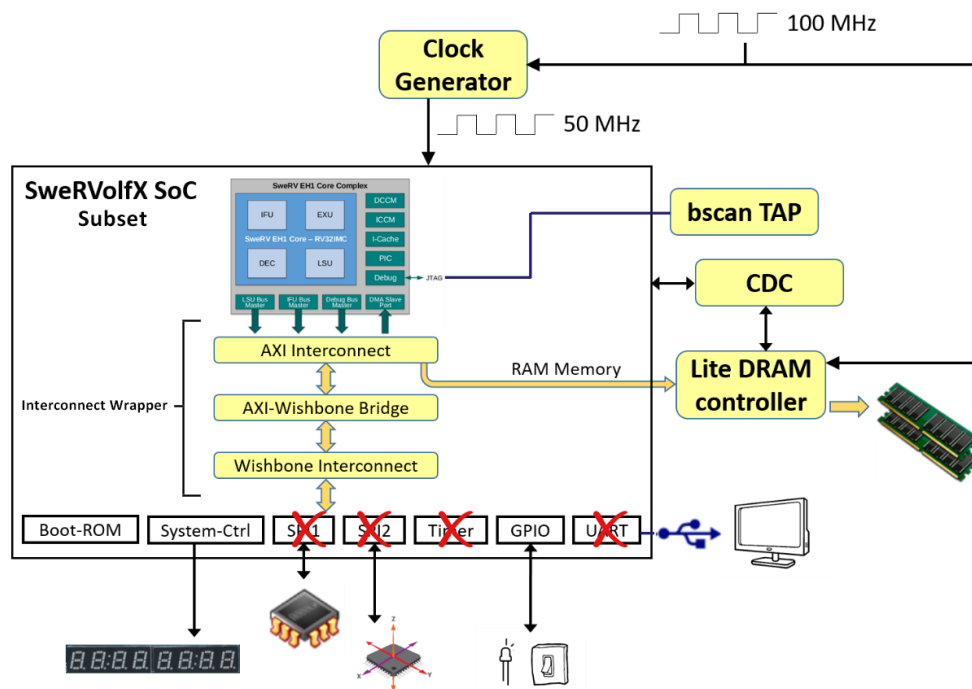 100 MHz
Clock
Generator
50 MHz
SweRVolfX SoC
Subset
SweRV EH1 Core Complex
IFU
EXU
SweRV EH1 Core – RV32IMC
DEC
LSU
DCCM
ICCM
I-Cache
PIC
Debug
JTAG
LSU Bus
Master
IFU Bus
Master
Debug Bus
Master
DMA Slave
Port
bscan TAP
CDC
AXI Interconnect
RAM Memory
Lite DRAM
controller
Interconnect Wrapper
AXI-Wishbone Bridge
Wishbone Interconnect
Boot-ROM
System-Ctrl
SPI1
SPI2
Timer
GPIO
UART
Z
X
Y